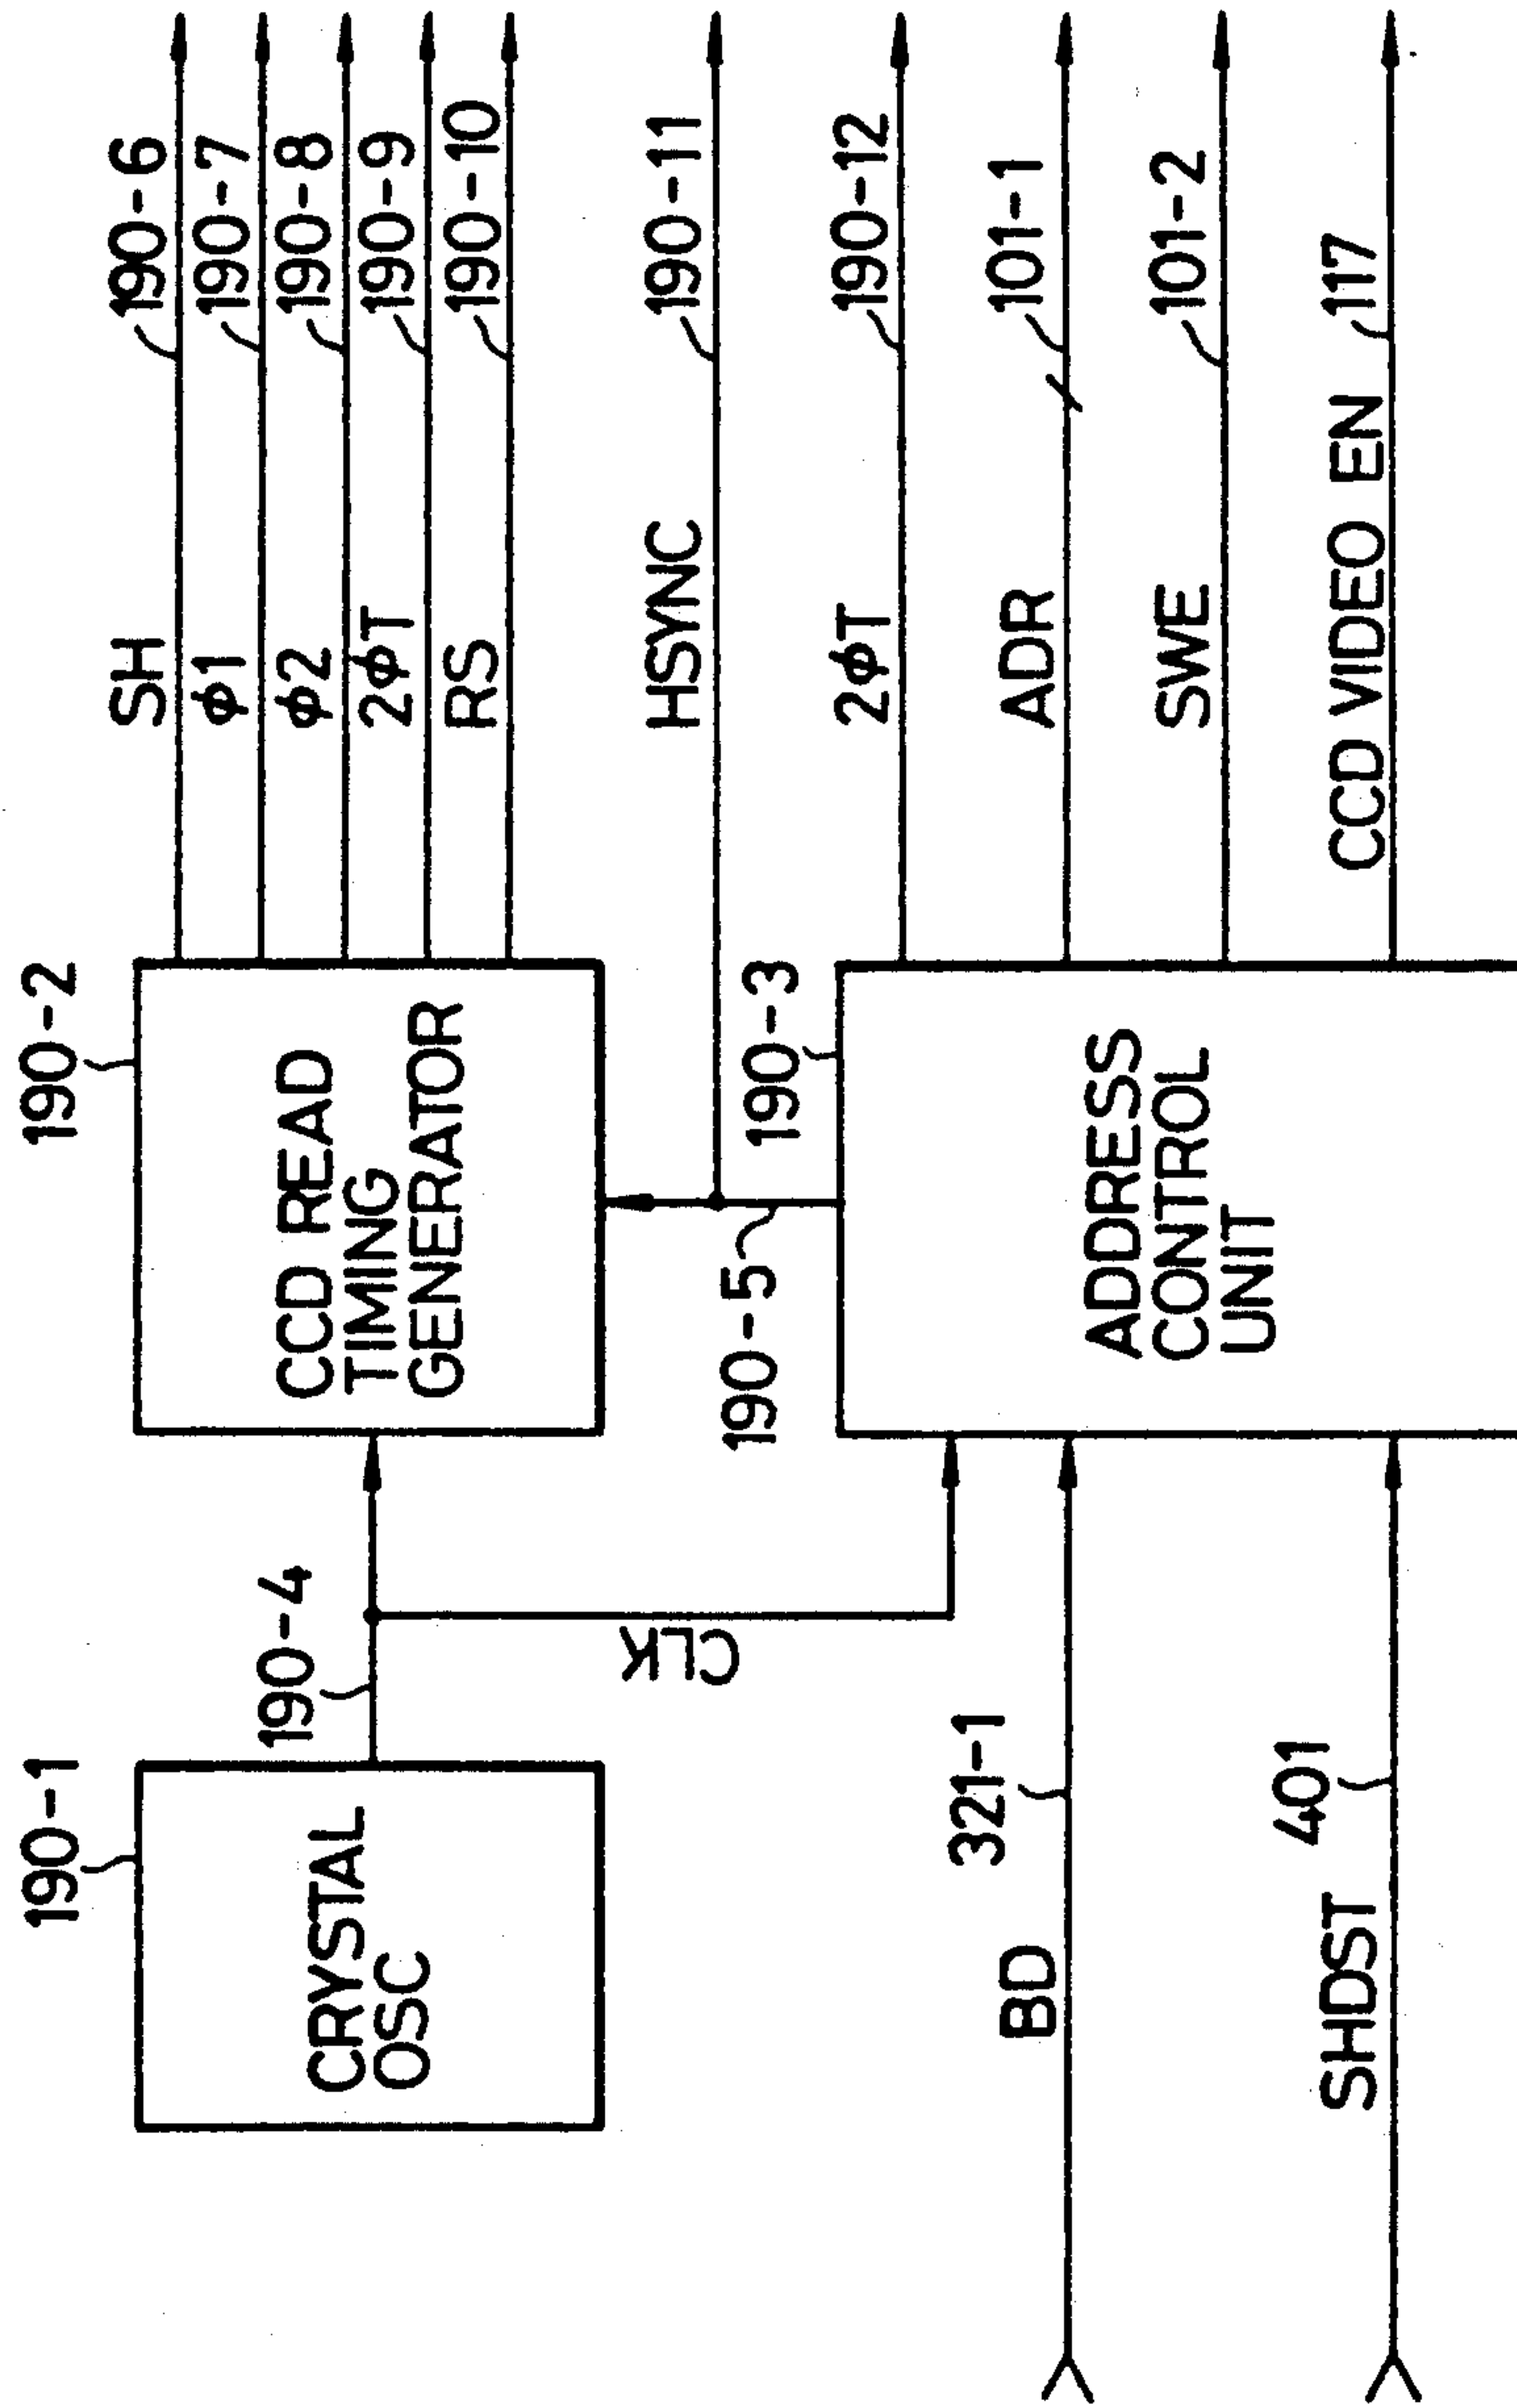 190-1
CRYSTAL
OSC
190-4
CLK
190-2
CCD READ
TIMING
GENERATOR
SH
190-6
ϕ1
190-7
ϕ2
190-8
2ϕT
190-9
RS
190-10
HSYNC
190-11
190-5
190-3
ADDRESS
CONTROL
UNIT
2ϕT
190-12
BD
321-1
ADR
101-1
SWE
101-2
SHDST
401
CCD VIDEO EN
117